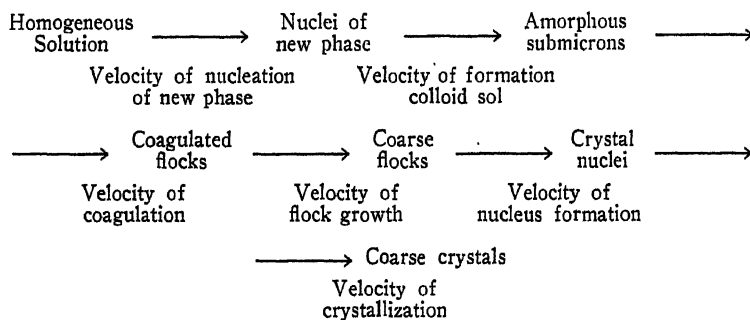 Homogeneous Nuclei of Amorphous
Solution new phase submicrons
Velocity of nucleation Velocity of formation
of new phase colloid sol
Coagulated Coarse Crystal
flocks flocks nuclei
Velocity of Velocity of Velocity of
coagulation flock growth nucleus formation
Coarse crystals
Velocity of
crystallization